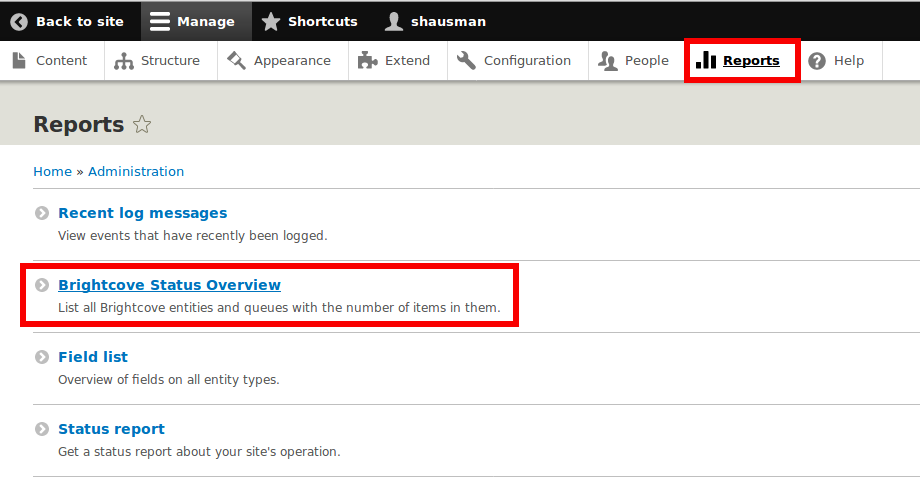 Back to site Manage Shortcuts shausman
Content Structure Appearance Extend Configuration People Reports Help
Reports
Home » Administration
Recent log messages
View events that have recently been logged.
Brightcove Status Overview
List all Brightcove entities and queues with the number of items in them.
Field list
Overview of fields on all entity types.
Status report
Get a status report about your site's operation.